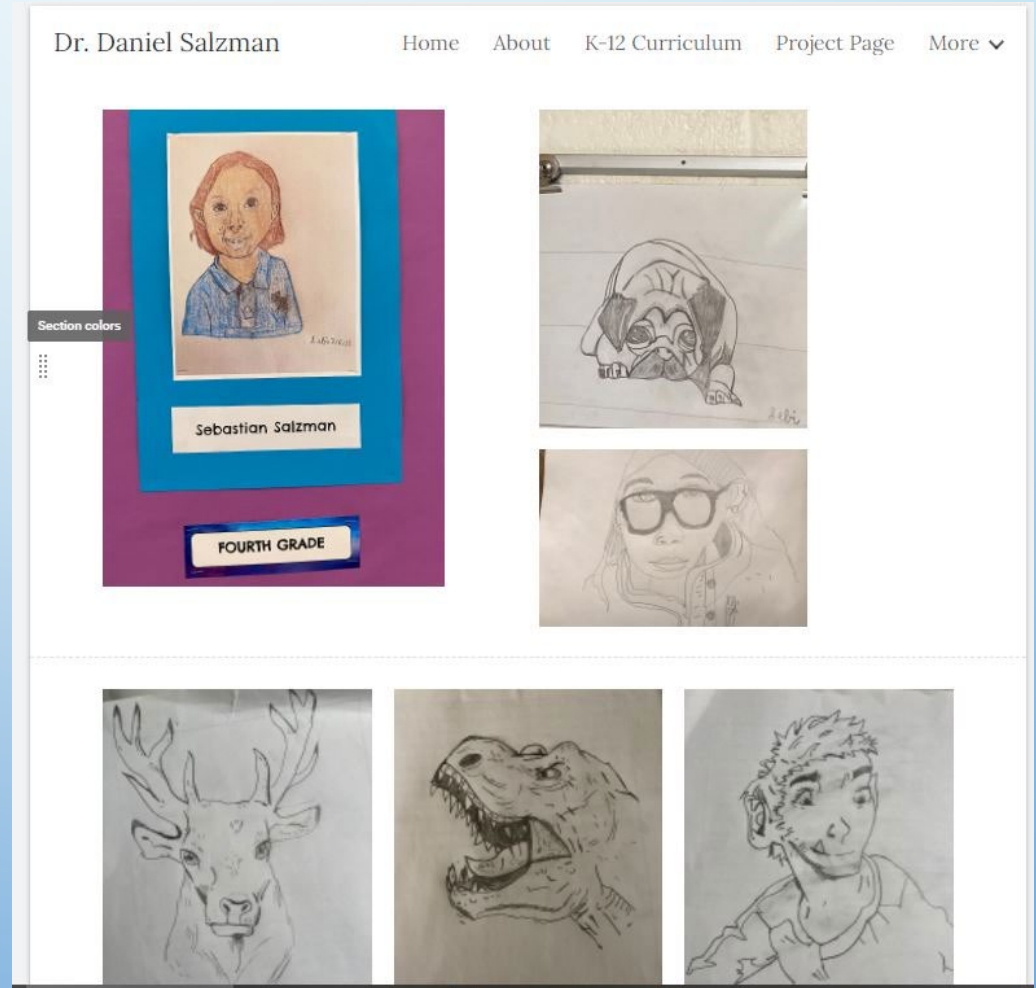 Dr. Daniel Salzman
Home About K-12 Curriculum Project Page More
Section colors
Sebastian Salzman
FOURTH GRADE